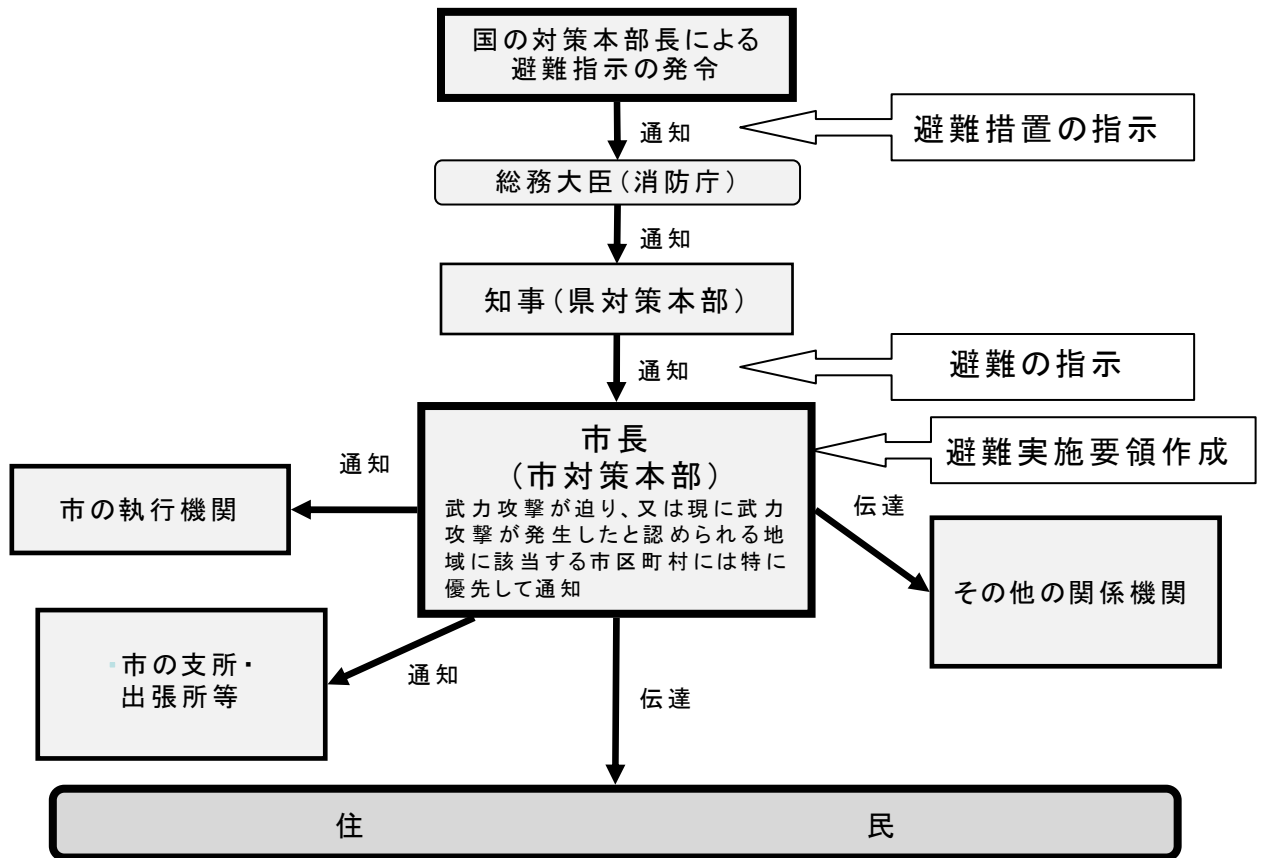 国の対策本部長による
避難指示の発令
通知
避難措置の指示
総務大臣(消防庁)
通知
知事(県対策本部)
通知
避難の指示
市長
(市対策本部)
武力攻撃が迫り、又は現に武力
攻撃が発生したと認められる地
域に該当する市区町村には特に
優先して通知
避難実施要領作成
通知
市の執行機関
伝達
その他の関係機関
通知
・市の支所・
出張所等
伝達
住 民